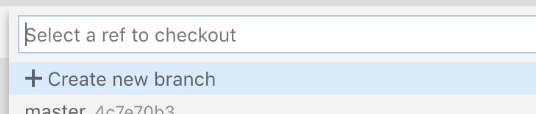 Select a ref to checkout
+ Create new branch
master 4c7e70b3